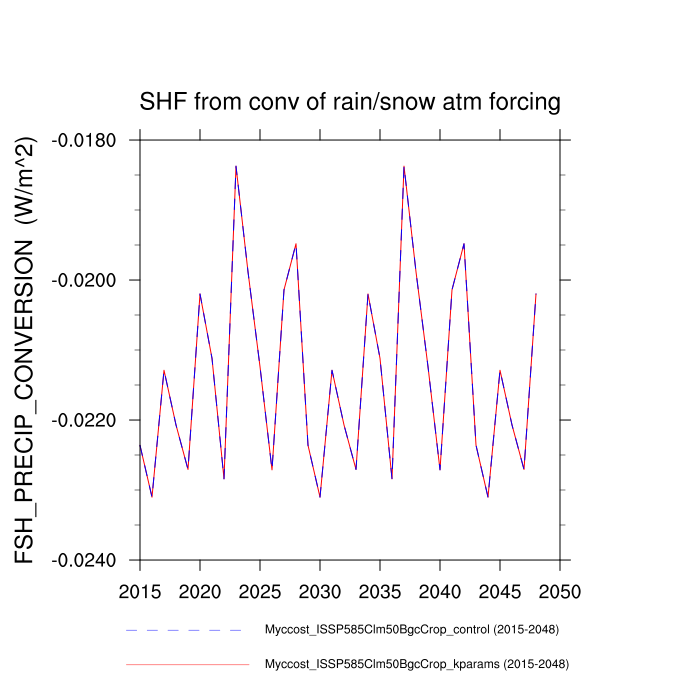 SHF from conv of rain/snow atm forcing
FSH_PRECIP_CONVERSION (W/m^2)
-0.0180
-0.0200
-0.0220
-0.0240
2015 2020 2025 2030 2035 2040 2045 2050
Myccost_ISSP585Clm50BgcCrop_control (2015-2048)
Myccost_ISSP585Clm50BgcCrop_kparams (2015-2048)